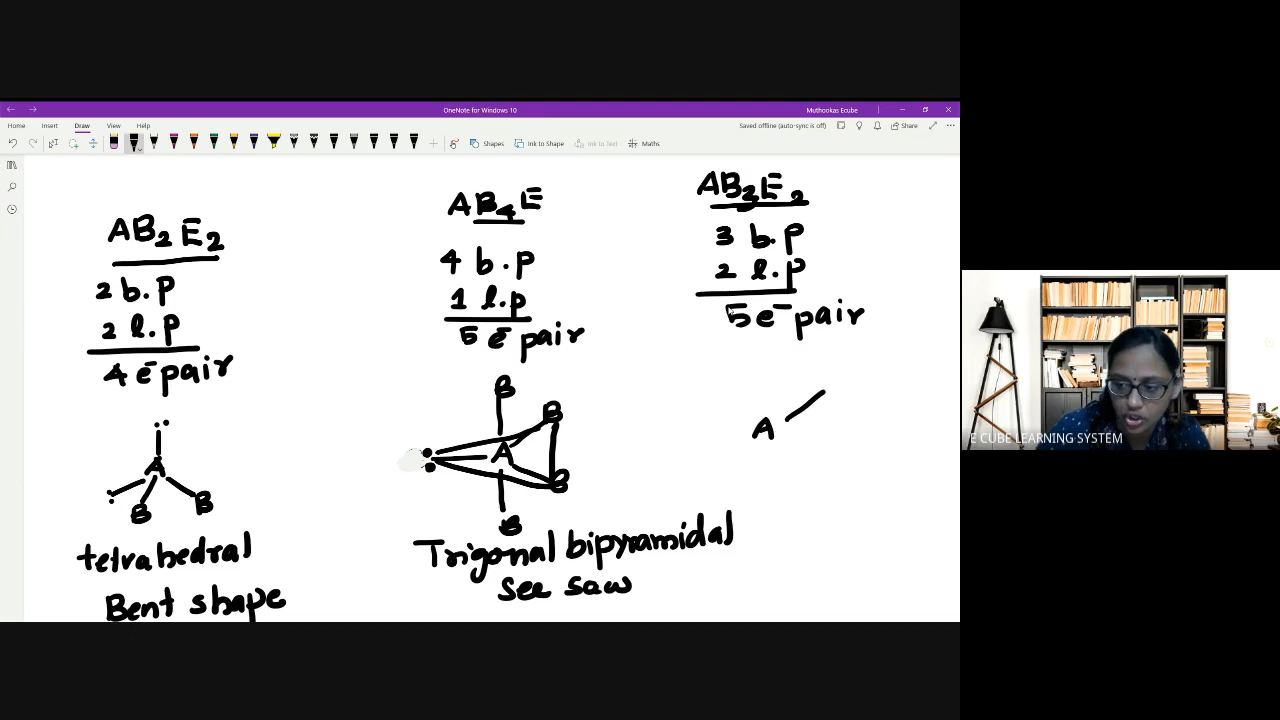 OneNote for Windows 10
Muthookas Ecube
Home Insert Draw View Help
Saved offline (auto-sync is off)
Share
Shapes
Ink to Shape
Ink to Text
Maths
AB₂E₂
2 b.p
2 l.p
4 e⁻ pair
A
B
B
tetrahedral
Bent shape
AB₄E
4 b.p
1 l.p
5 e⁻ pair
B
B
A
B
B
Trigonal bipyramidal
See saw
AB₃E₂
3 b.p
2 l.p
5e⁻ pair
A
E CUBE LEARNING SYSTEM